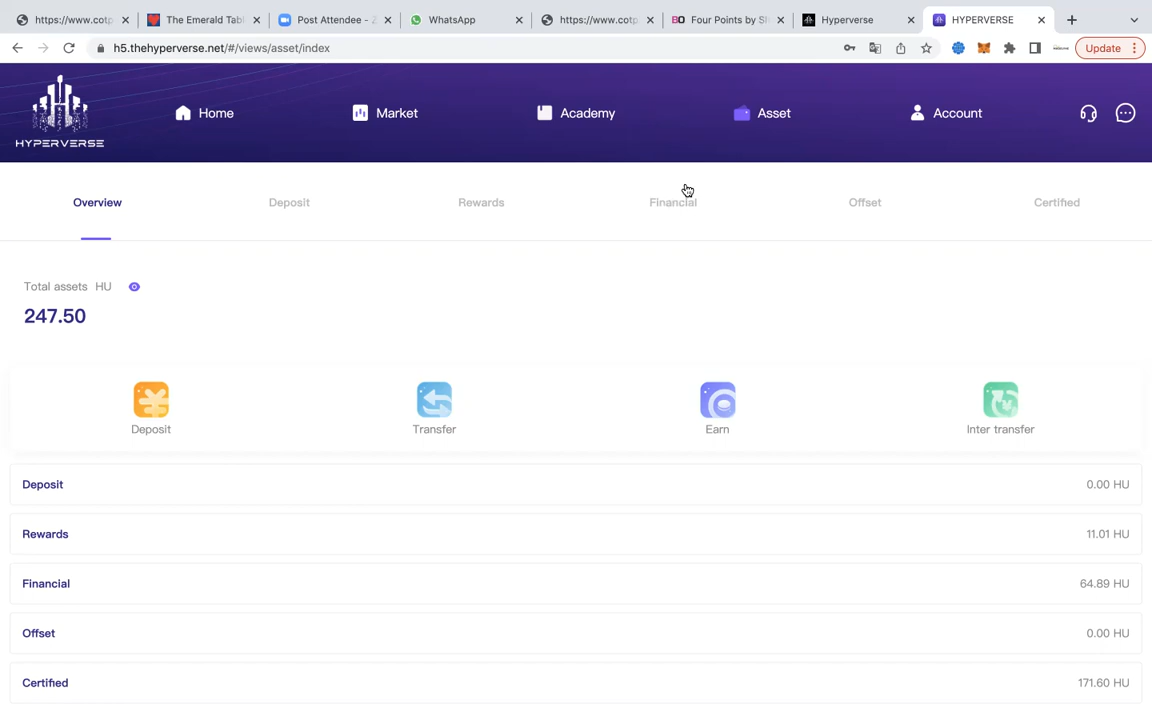 https://www.cotp
The Emerald Tabl
Post Attendee - Z
WhatsApp
https://www.cotp
BO Four Points by Sh
Hyperverse
HYPERVERSE
h5.thehyperverse.net/#/views/asset/index
Update
HYPERVERSE
Home
Market
Academy
Asset
Account
Overview
Deposit
Rewards
Financial
Offset
Certified
Total assets HU
247.50
Deposit
Transfer
Earn
Inter transfer
Deposit 0.00 HU
Rewards 11.01 HU
Financial 64.89 HU
Offset 0.00 HU
Certified 171.60 HU